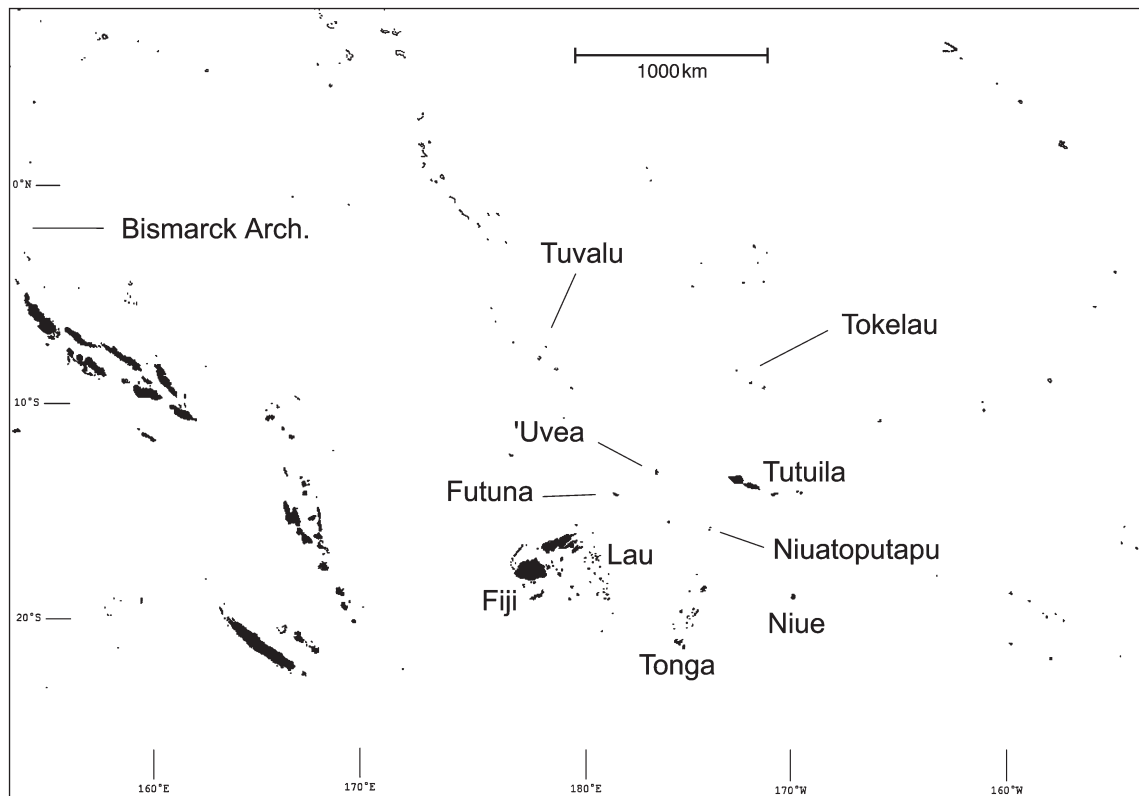 1000km
0°N
Bismarck Arch.
Tuvalu
Tokelau
10°S
'Uvea
Tutuila
Futuna
Niuatoputapu
Lau
Fiji
20°S
Niue
Tonga
160°E
170°E
180°E
170°W
160°W